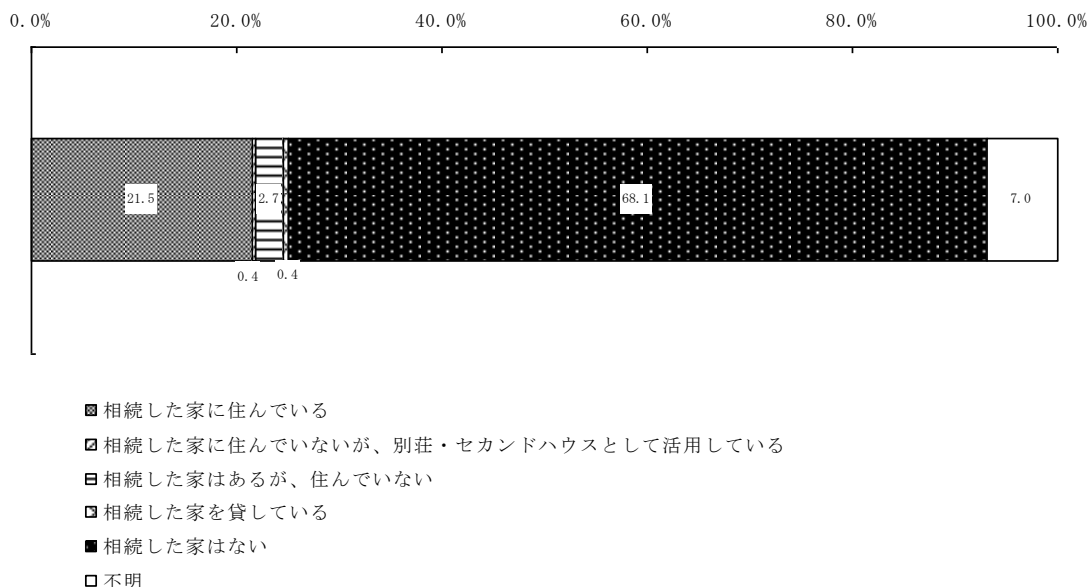 0.0% 20.0% 40.0% 60.0% 80.0% 100.0%
21.5 2.7 68.1 7.0
0.4 0.4
相続した家に住んでいる
相続した家に住んでいないが、別荘・セカンドハウスとして活用している
相続した家はあるが、住んでいない
相続した家を貸している
相続した家はない
不明